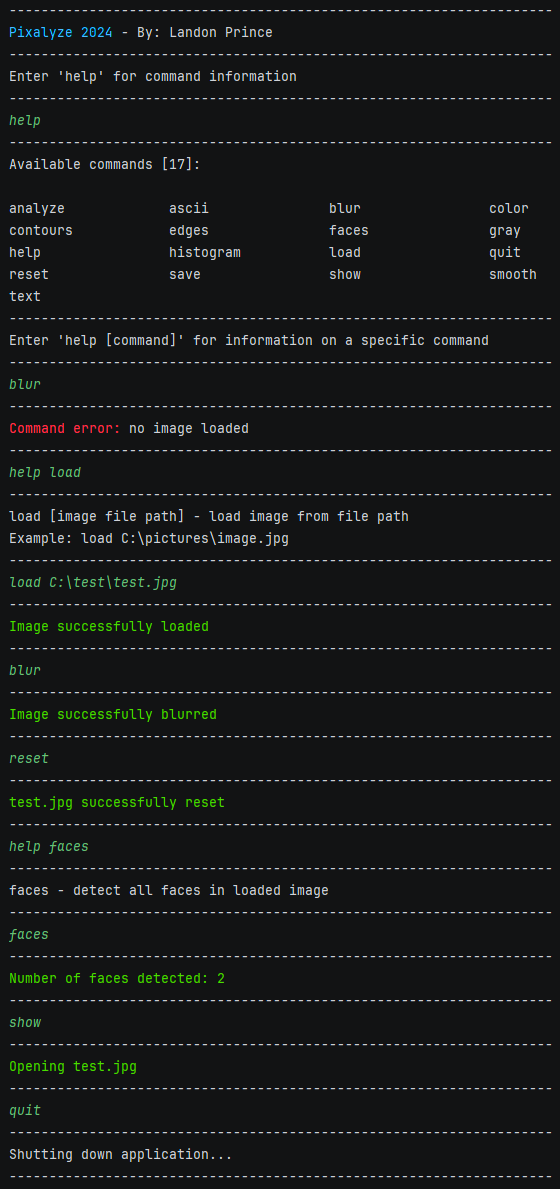 --------------------------------------------------------------------
Pixalyze 2024 - By: Landon Prince
--------------------------------------------------------------------
Enter 'help' for command information
--------------------------------------------------------------------
help
--------------------------------------------------------------------
Available commands [17]:
analyze             ascii               blur                color
contours            edges               faces               gray
help                histogram           load                quit
reset               save                show                smooth
text
--------------------------------------------------------------------
Enter 'help [command]' for information on a specific command
--------------------------------------------------------------------
blur
--------------------------------------------------------------------
Command error: no image loaded
--------------------------------------------------------------------
help load
--------------------------------------------------------------------
load [image file path] - load image from file path
Example: load C:\pictures\image.jpg
--------------------------------------------------------------------
load C:\test\test.jpg
--------------------------------------------------------------------
Image successfully loaded
--------------------------------------------------------------------
blur
--------------------------------------------------------------------
Image successfully blurred
--------------------------------------------------------------------
reset
--------------------------------------------------------------------
test.jpg successfully reset
--------------------------------------------------------------------
help faces
--------------------------------------------------------------------
faces - detect all faces in loaded image
--------------------------------------------------------------------
faces
--------------------------------------------------------------------
Number of faces detected: 2
--------------------------------------------------------------------
show
--------------------------------------------------------------------
Opening test.jpg
--------------------------------------------------------------------
quit
--------------------------------------------------------------------
Shutting down application...
--------------------------------------------------------------------